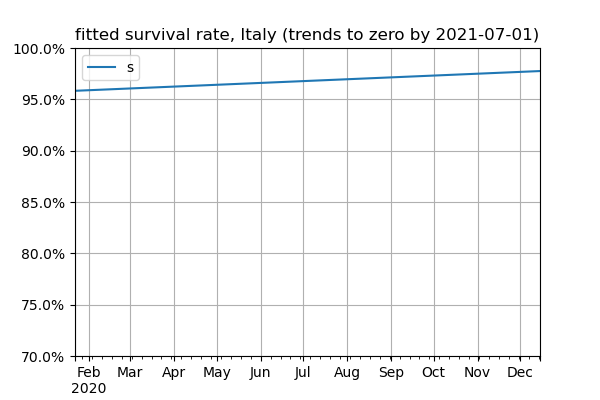 fitted survival rate, Italy (trends to zero by 2021-07-01)
100.0%
s
95.0%
90.0%
85.0%
80.0%
75.0%
70.0%
Feb Mar Apr May Jun Jul Aug Sep Oct Nov Dec
2020